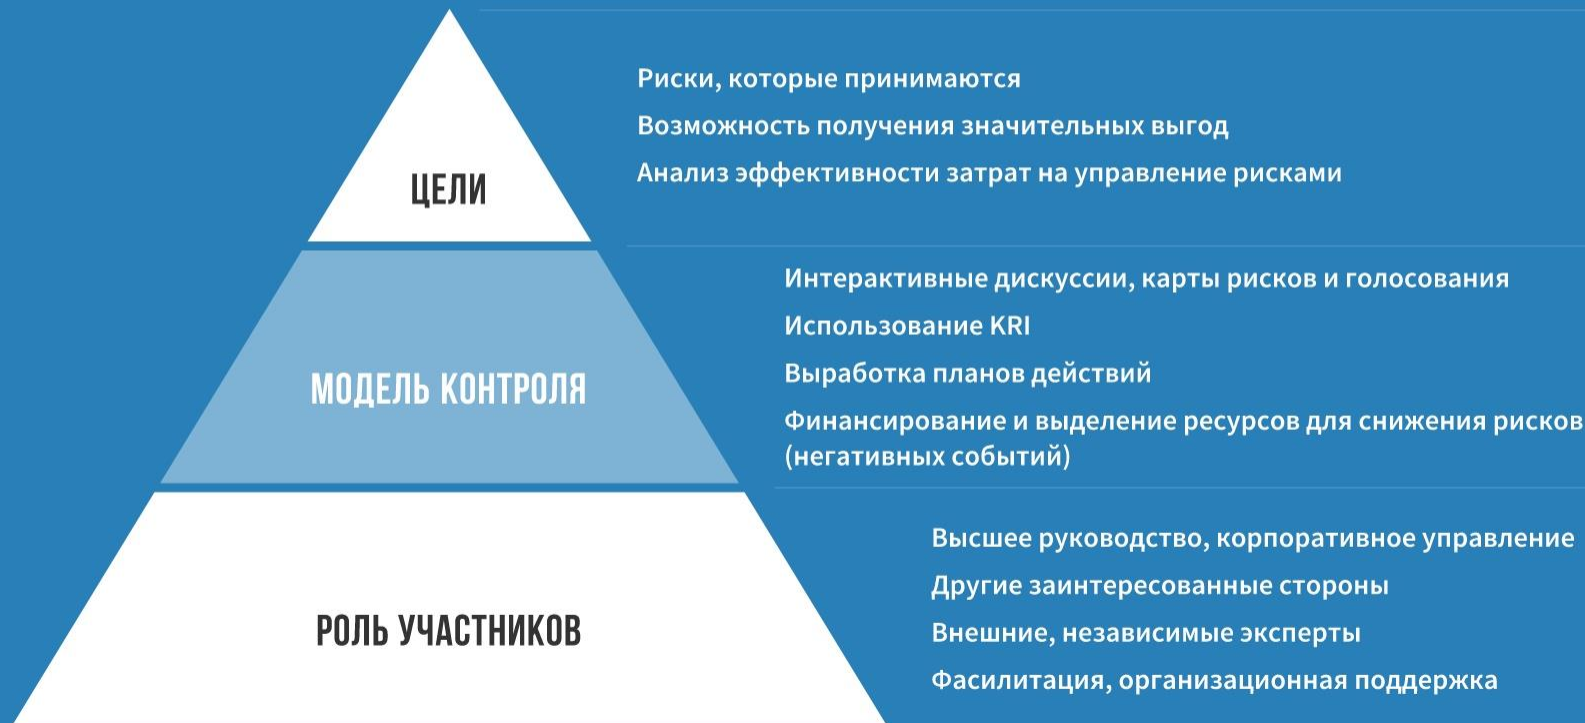 ЦЕЛИ
Риски, которые принимаются
Возможность получения значительных выгод
Анализ эффективности затрат на управление рисками
МОДЕЛЬ КОНТРОЛЯ
Интерактивные дискуссии, карты рисков и голосования
Использование KRI
Выработка планов действий
Финансирование и выделение ресурсов для снижения рисков
(негативных событий)
РОЛЬ УЧАСТНИКОВ
Высшее руководство, корпоративное управление
Другие заинтересованные стороны
Внешние, независимые эксперты
Фасилитация, организационная поддержка